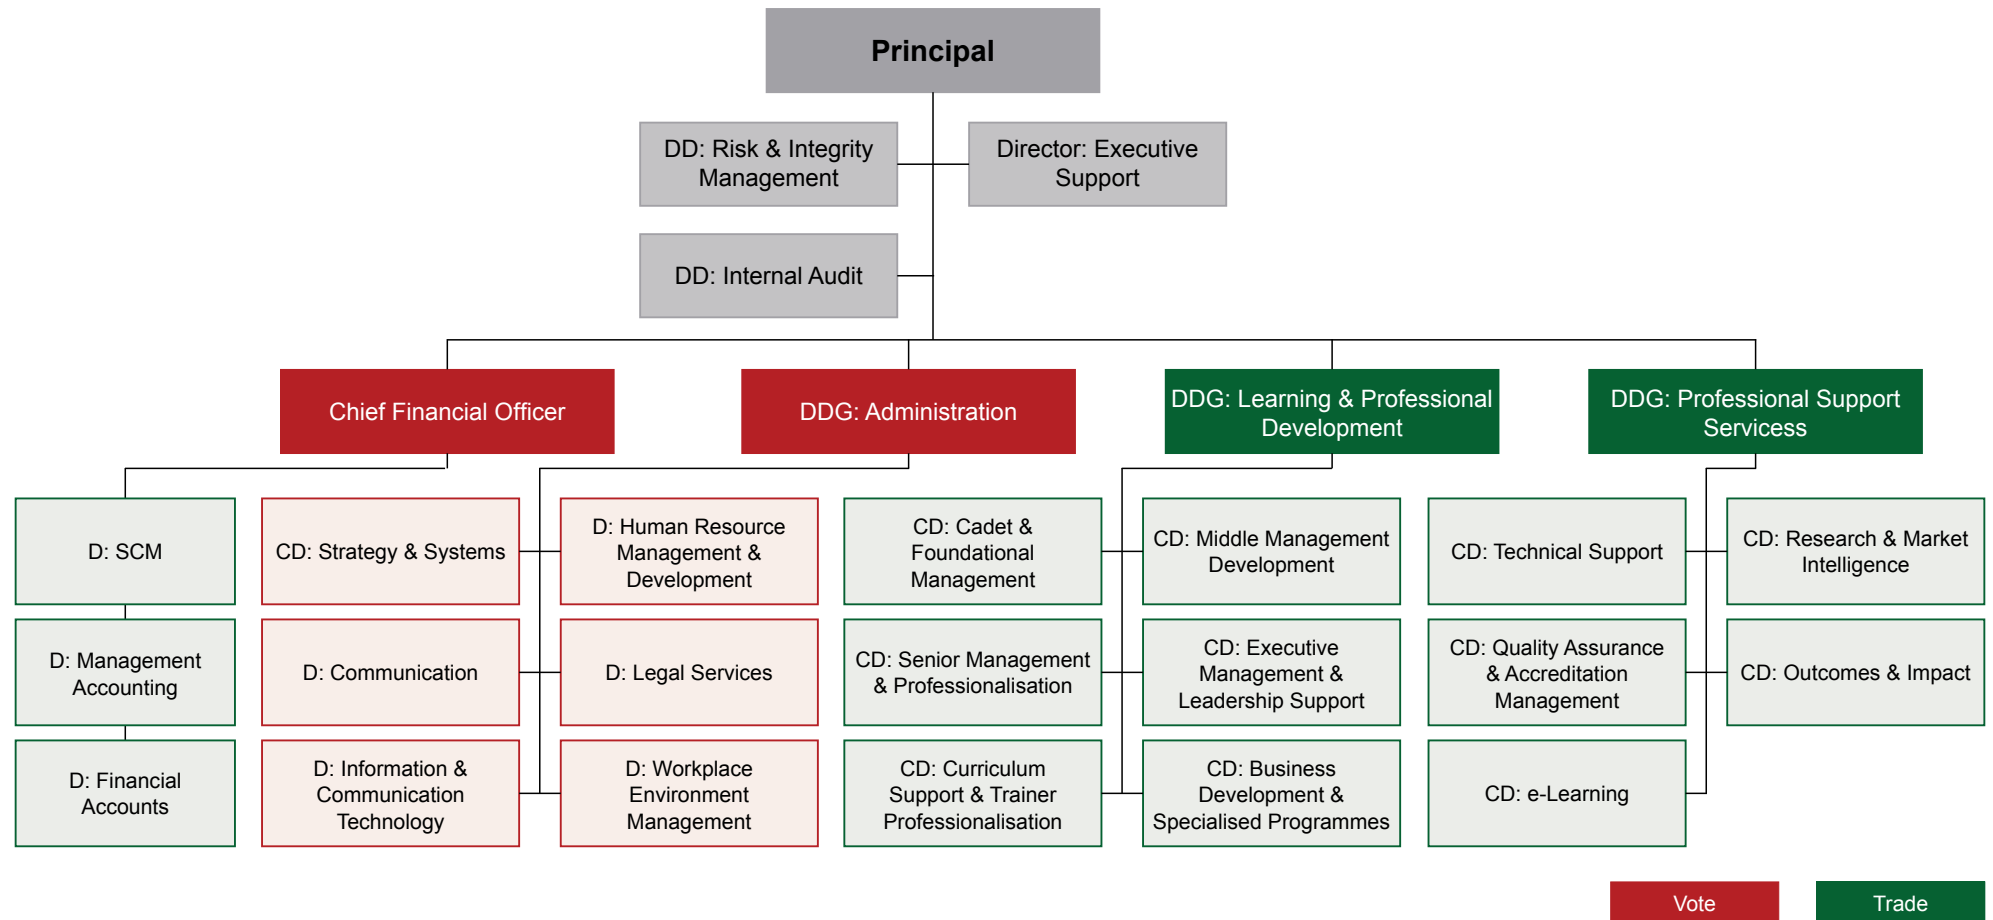 Principal
DD: Risk & Integrity
Management
Director: Executive
Support
DD: Internal Audit
Chief Financial Officer
DDG: Administration
DDG: Learning & Professional
Development
DDG: Professional Support
Servicess
D: SCM
CD: Strategy & Systems
D: Human Resource
Management &
Development
CD: Cadet &
Foundational
Management
CD: Middle Management
Development
CD: Technical Support
CD: Research & Market
Intelligence
D: Management
Accounting
D: Communication
D: Legal Services
CD: Senior Management
& Professionalisation
CD: Executive
Management &
Leadership Support
CD: Quality Assurance
& Accreditation
Management
CD: Outcomes & Impact
D: Financial
Accounts
D: Information &
Communication
Technology
D: Workplace
Environment
Management
CD: Curriculum
Support & Trainer
Professionalisation
CD: Business
Development &
Specialised Programmes
CD: e-Learning
Vote
Trade